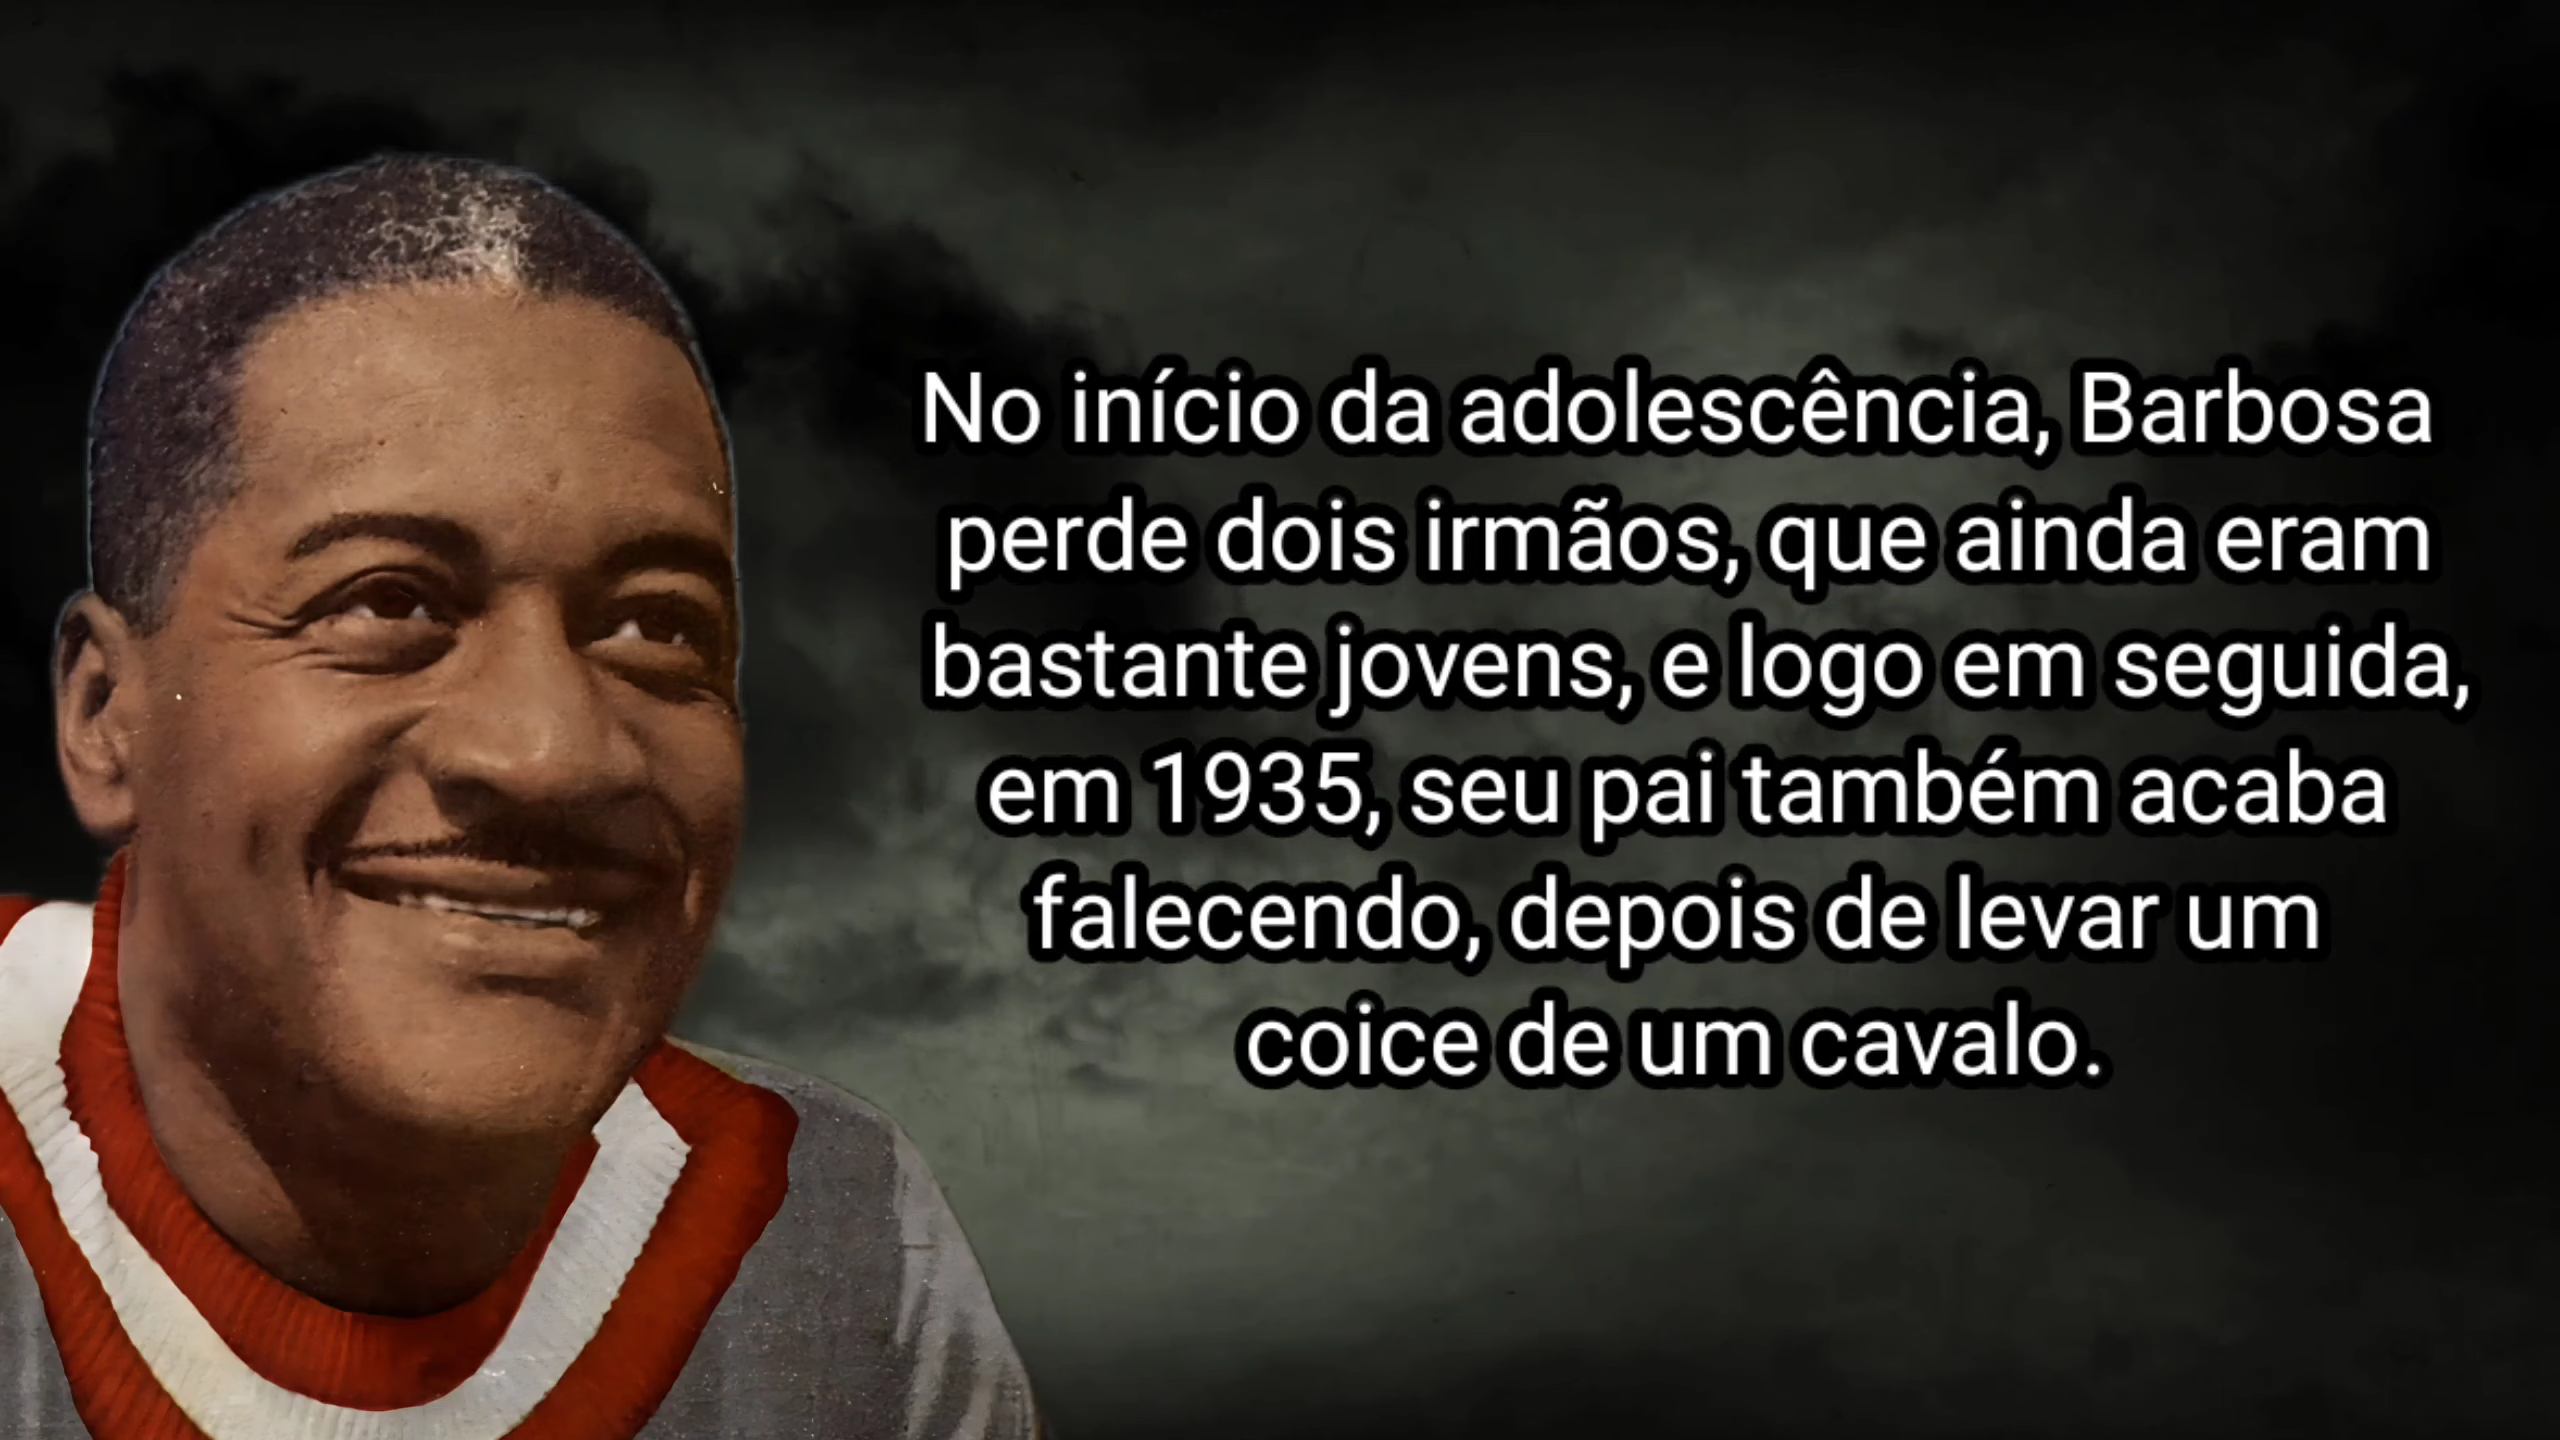 No início da adolescência, Barbosa
perde dois irmãos, que ainda eram
bastante jovens, e logo em seguida,
em 1935, seu pai também acaba
falecendo, depois de levar um
coice de um cavalo.